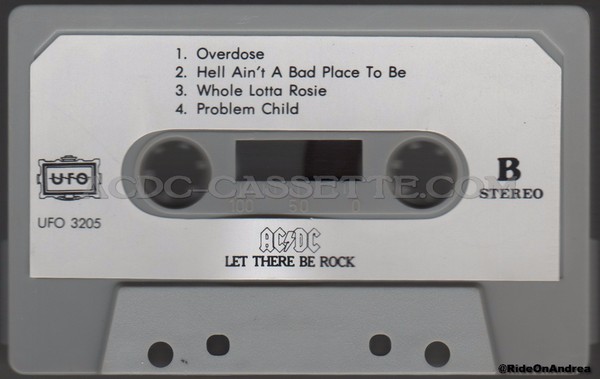 1. Overdose
2. Hell Ain't A Bad Place To Be
3. Whole Lotta Rosie
4. Problem Child
UFO
ACDC-CASSETTE.COM
B
STEREO
UFO 3205
100 50 0
AC/DC
LET THERE BE ROCK
@RideOnAndrea